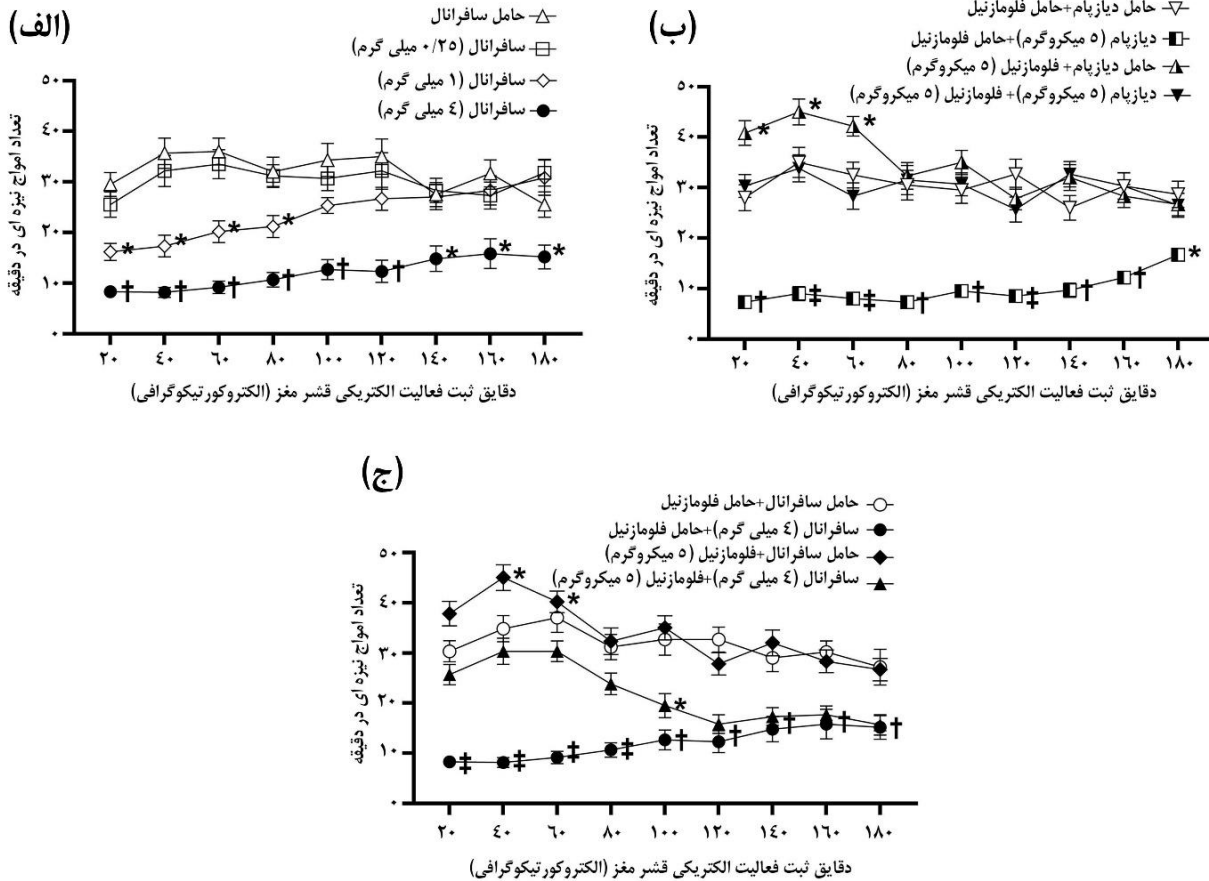 (الف)
حامل سافرانال
سافرانال (۰/۲۵ میلی گرم)
سافرانال (۱ میلی گرم)
سافرانال (٤ میلی گرم)
تعداد امواج نیزه ای در دقیقه
۵۰
٤۰
۳۰
۲۰
۱۰
۰
۲۰ ٤۰ ۶۰ ۸۰ ۱۰۰ ۱۲۰ ۱٤۰ ۱۶۰ ۱۸۰
دقایق ثبت فعالیت الکتریکی قشر مغز (الکتروکورتیکوگرافی)
(ب)
حامل دیازپام+حامل فلومازنیل
دیازپام (۵ میکروگرم)+حامل فلومازنیل
حامل دیازپام+فلومازنیل (۵ میکروگرم)
دیازپام (۵ میکروگرم)+فلومازنیل (۵ میکروگرم)
تعداد امواج نیزه ای در دقیقه
۵۰
٤۰
۳۰
۲۰
۱۰
۰
۲۰ ٤۰ ۶۰ ۸۰ ۱۰۰ ۱۲۰ ۱٤۰ ۱۶۰ ۱۸۰
دقایق ثبت فعالیت الکتریکی قشر مغز (الکتروکورتیکوگرافی)
(ج)
حامل سافرانال+حامل فلومازنیل
سافرانال (٤ میلی گرم)+حامل فلومازنیل
حامل سافرانال+فلومازنیل (۵ میکروگرم)
سافرانال (٤ میلی گرم)+فلومازنیل (۵ میکروگرم)
تعداد امواج نیزه ای در دقیقه
۵۰
٤۰
۳۰
۲۰
۱۰
۰
۲۰ ٤۰ ۶۰ ۸۰ ۱۰۰ ۱۲۰ ۱٤۰ ۱۶۰ ۱۸۰
دقایق ثبت فعالیت الکتریکی قشر مغز (الکتروکورتیکوگرافی)